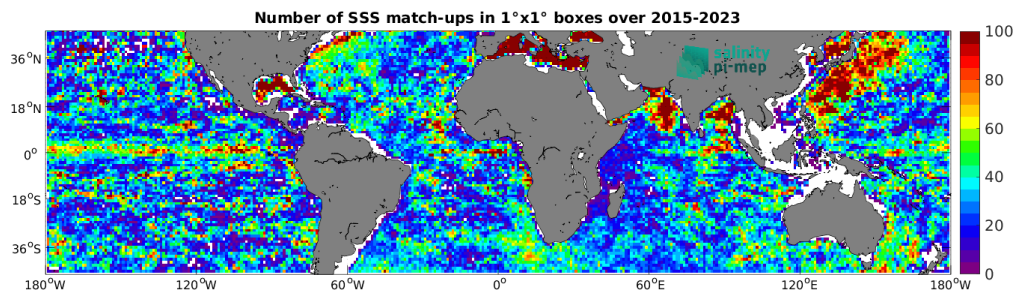 Number of SSS match-ups in 1°x1° boxes over 2015-2023
100
36°N
salinity
pi-mep
80
18°N
60
0°
40
18°S
20
36°S
0
180°W
120°W
60°W
0°
60°E
120°E
180°W